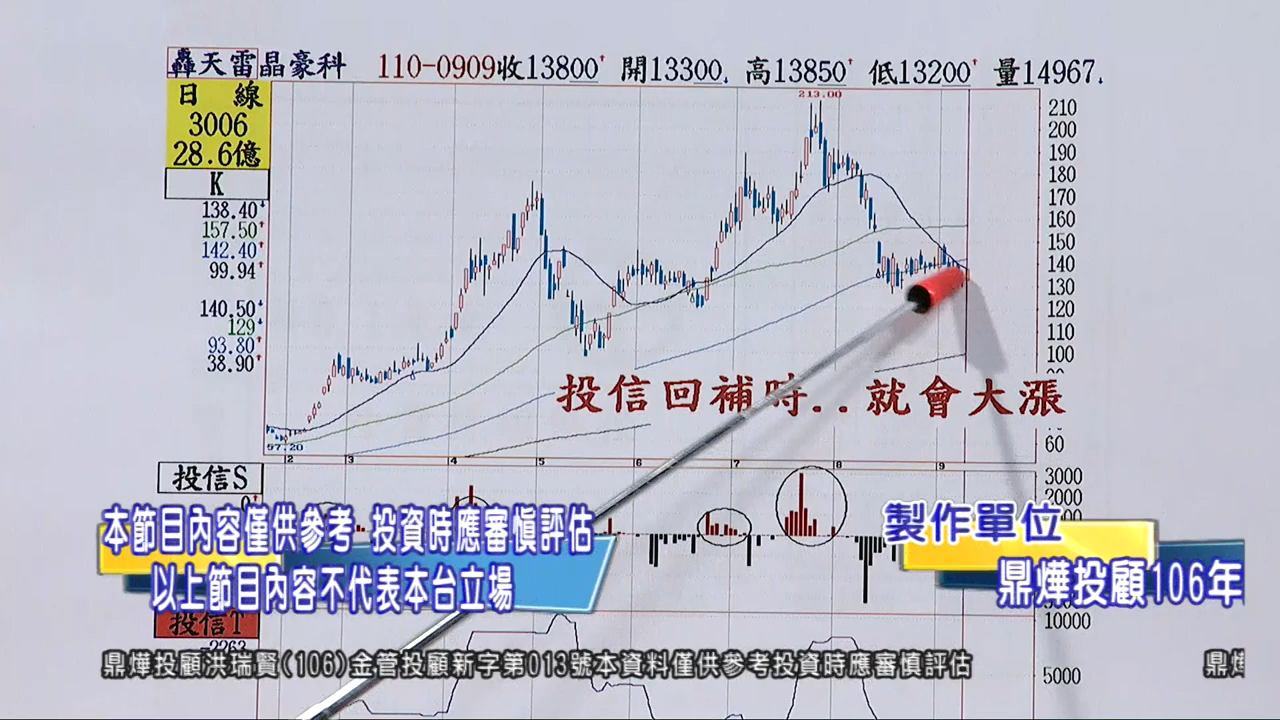 轟天雷晶豪科 110-0909收13800↑ 開13300↓ 高13850↑ 低13200↑ 量14967↓
日 線
3006
28.6億
K
138.40↑
157.50↑
142.40↑
99.94↑
140.50↓
129↓
93.80↑
38.90↑
213.00
210
200
190
180
170
160
150
140
130
120
110
100
60
57.20
投信回補時..就會大漲
2 3 4 5 6 7 8 9
投信S
0↑
3000
2000
本節目內容僅供參考 投資時應審慎評估
以上節目內容不代表本台立場
製作單位
鼎燁投顧106年
投信T
-2263
10000
5000
鼎燁投顧洪瑞賢(106)金管投顧新字第013號本資料僅供參考投資時應審慎評估